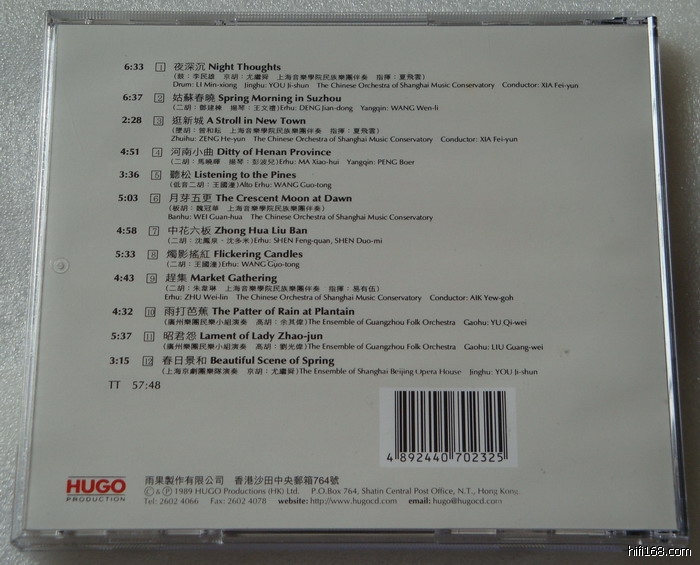 6:33 1 夜深沉 Night Thoughts
(鼓：李民雄 京胡：尤繼舜 上海音樂學院民族樂團伴奏 指揮：夏飛雲)
Drum: LI Min-xiong Jinghu: YOU Ji-shun The Chinese Orchestra of Shanghai Music Conservatory Conductor: XIA Fei-yun
6:37 2 姑蘇春曉 Spring Morning in Suzhou
(二胡：鄧建棟 揚琴：王文禮) Erhu: DENG Jian-dong Yangqin: WANG Wen-li
2:28 3 逛新城 A Stroll in New Town
(墜胡：曾和耘 上海音樂學院民族樂團伴奏 指揮：夏飛雲)
Zhuihu: ZENG He-yun The Chinese Orchestra of Shanghai Music Conservatory Conductor: XIA Fei-yun
4:51 4 河南小曲 Ditty of Henan Province
(二胡：馬曉暉 揚琴：彭波兒) Erhu: MA Xiao-hui Yangqin: PENG Boer
3:36 5 聽松 Listening to the Pines
(低音二胡：王國潼) Alto Erhu: WANG Guo-tong
5:03 6 月芽五更 The Crescent Moon at Dawn
(板胡：魏冠華 上海音樂學院民族樂團伴奏)
Banhu: WEI Guan-hua The Chinese Orchestra of Shanghai Music Conservatory
4:58 7 中花六板 Zhong Hua Liu Ban
(二胡：沈鳳泉、沈多米) Erhu: SHEN Feng-quan, SHEN Duo-mi
5:33 8 燭影搖紅 Flickering Candles
(二胡：王國潼) Erhu: WANG Guo-tong
4:43 9 趕集 Market Gathering
(二胡：朱韋琳 上海音樂學院民族樂團伴奏 指揮：易有伍)
Erhu: ZHU Wei-lin The Chinese Orchestra of Shanghai Music Conservatory Conductor: AIK Yew-goh
4:32 10 雨打芭蕉 The Patter of Rain at Plantain
(廣州樂團民樂小組演奏 高胡：余其偉) The Ensemble of Guangzhou Folk Orchestra Gaohu: YU Qi-wei
5:37 11 昭君怨 Lament of Lady Zhao-jun
(廣州樂團民樂小組演奏 高胡：劉光偉) The Ensemble of Guangzhou Folk Orchestra Gaohu: LIU Guang-wei
3:15 12 春日景和 Beautiful Scene of Spring
(上海京劇團樂隊演奏 京胡：尤繼舜) The Ensemble of Shanghai Beijing Opera House Jinghu: YOU Ji-shun
TT 57:48
4 892440 702325
HUGO
PRODUCTION
雨果製作有限公司 香港沙田中央郵箱764號
© & ℗ 1989 HUGO Productions (HK) Ltd. P.O.Box 764, Shatin Central Post Office, N.T., Hong Kong.
Tel: 2602 4066 Fax: 2602 4078 website: http://www.hugocd.com email: hugo@hugocd.com
hifi168.com